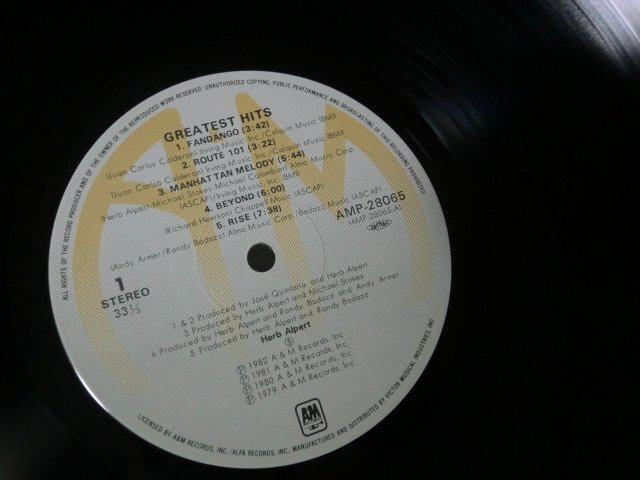 ALL RIGHTS OF THE RECORD PRODUCER AND OF THE OWNER OF THE REPRODUCED WORK RESERVED. UNAUTHORIZED COPYING, PUBLIC PERFORMANCE AND BROADCASTING OF THIS RECORDING PROHIBITED.
GREATEST HITS
1. FANDANGO (3:42)
(Juan Carlos Calderon) Irving Music Inc./Calquin Music (BMI)
2. ROUTE 101 (3:22)
(Juan Carlos Calderon) Irving Music Inc./Calquin Music (BMI)
3. MANHATTAN MELODY (5:44)
(Herb Alpert-Michael Stokes-Michael Colombier) Alma Music Corp.
(ASCAP)/Irving Music Inc. (BMI)
4. BEYOND (6:00)
(Richard Hewson) Chappell Music (ASCAP)
5. RISE (7:38)
(Andy Armer/Randy Badazz) Alma Music Corp./Badazz Music (ASCAP)
AMP-28065
(AMP-28065-A)
1
STEREO
33⅓
1 & 2 Produced by José Quintana and Herb Alpert
3 Produced by Herb Alpert and Michael Stokes
4 Produced by Herb Alpert and Randy Badazz and Andy Armer
5 Produced by Herb Alpert and Randy Badazz
Herb Alpert
Ⓢ
Ⓟ 1982 A & M Records, Inc.
Ⓟ 1981 A & M Records, Inc.
Ⓟ 1980 A & M Records, Inc.
Ⓟ 1979 A & M Records, Inc.
A&M
LICENSED BY A&M RECORDS, INC./ALFA RECORDS, INC., MANUFACTURED AND DISTRIBUTED BY VICTOR MUSICAL INDUSTRIES, INC.